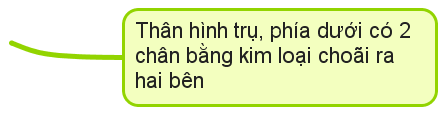 Thân hình trụ, phía dưới có 2
chân bằng kim loại choãi ra
hai bên